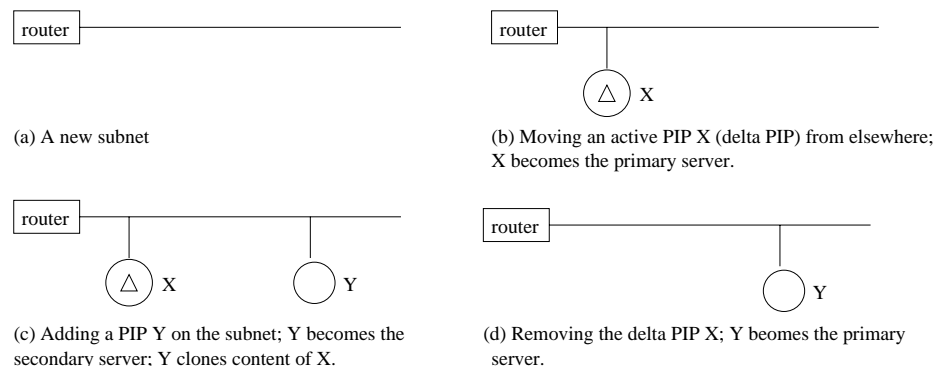 router
router
X
(a) A new subnet
(b) Moving an active PIP X (delta PIP) from elsewhere;
X becomes the primary server.
router
X
Y
router
Y
(c) Adding a PIP Y on the subnet; Y becomes the
secondary server; Y clones content of X.
(d) Removing the delta PIP X; Y beomes the primary
server.